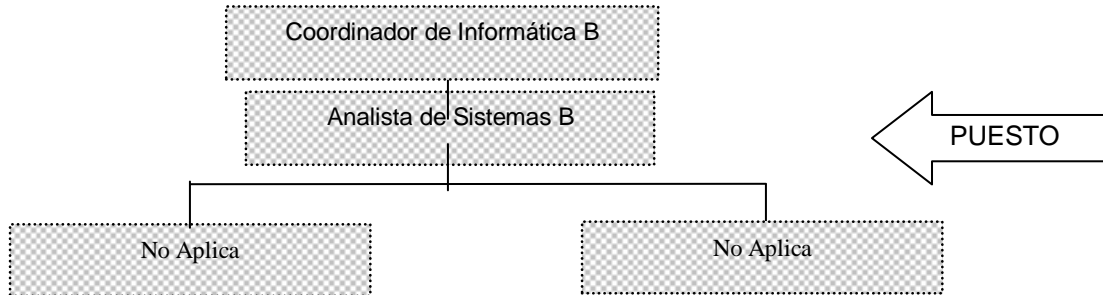 Coordinador de Informática B
Analista de Sistemas B
PUESTO
No Aplica
No Aplica